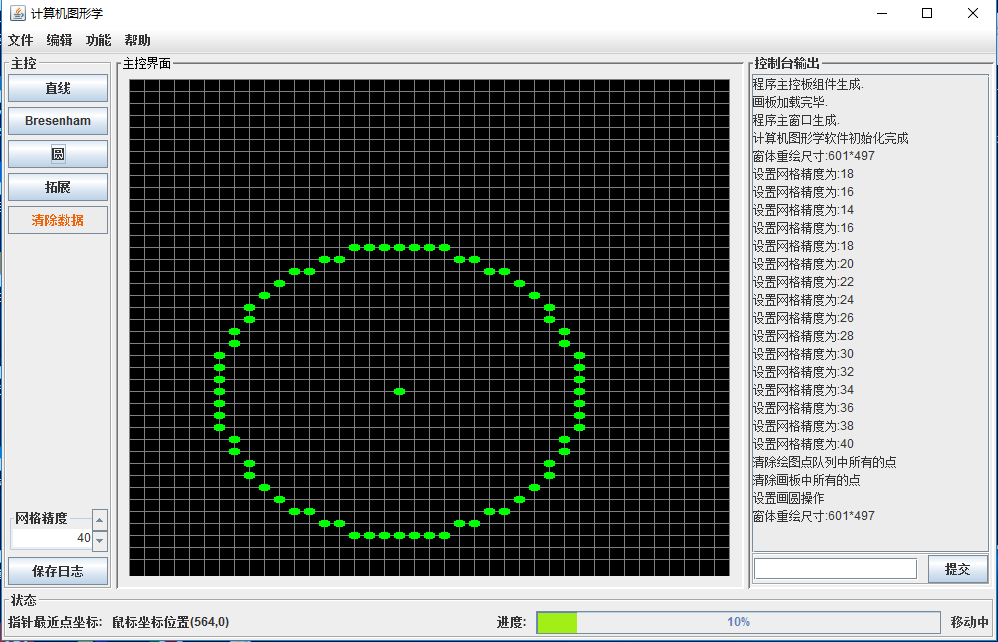 计算机图形学
文件 编辑 功能 帮助
主控
直线
Bresenham
圆
拓展
清除数据
网格精度
40
保存日志
主控界面
控制台输出
程序主控板组件生成.
画板加载完毕.
程序主窗口生成.
计算机图形学软件初始化完成
窗体重绘尺寸:601*497
设置网格精度为:18
设置网格精度为:16
设置网格精度为:14
设置网格精度为:16
设置网格精度为:18
设置网格精度为:20
设置网格精度为:22
设置网格精度为:24
设置网格精度为:26
设置网格精度为:28
设置网格精度为:30
设置网格精度为:32
设置网格精度为:34
设置网格精度为:36
设置网格精度为:38
设置网格精度为:40
清除绘图点队列中所有的点
清除画板中所有的点
设置画圆操作
窗体重绘尺寸:601*497
提交
状态
指针最近点坐标: 鼠标坐标位置(564,0)
进度: 10% 移动中